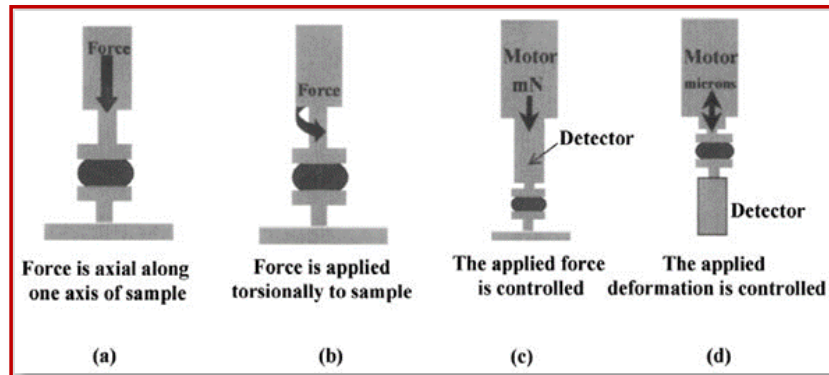 Force
Force is axial along
one axis of sample
(a)
Force
Force is applied
torsionally to sample
(b)
Motor
mN
Detector
The applied force
is controlled
(c)
Motor
microns
Detector
The applied
deformation is controlled
(d)